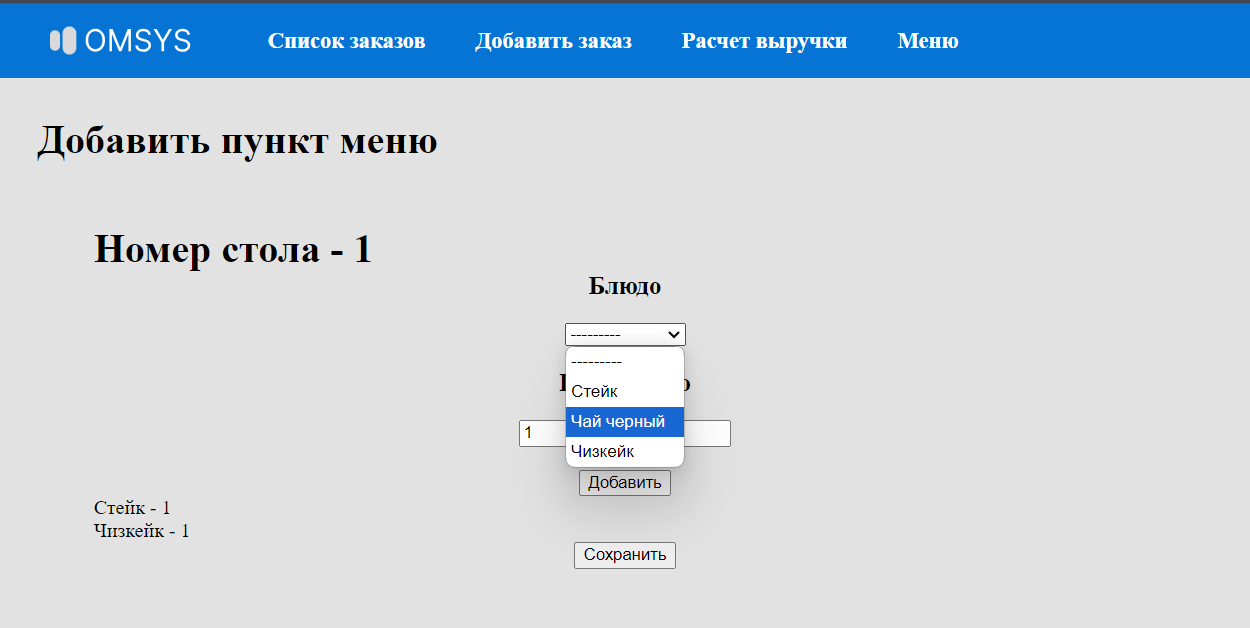 OMSYS Список заказов Добавить заказ Расчет выручки Меню
Добавить пункт меню
Номер стола - 1
Блюдо
---------
---------
Стейк
Чай черный
1
Чизкейк
Добавить
Стейк - 1
Чизкейк - 1
Сохранить